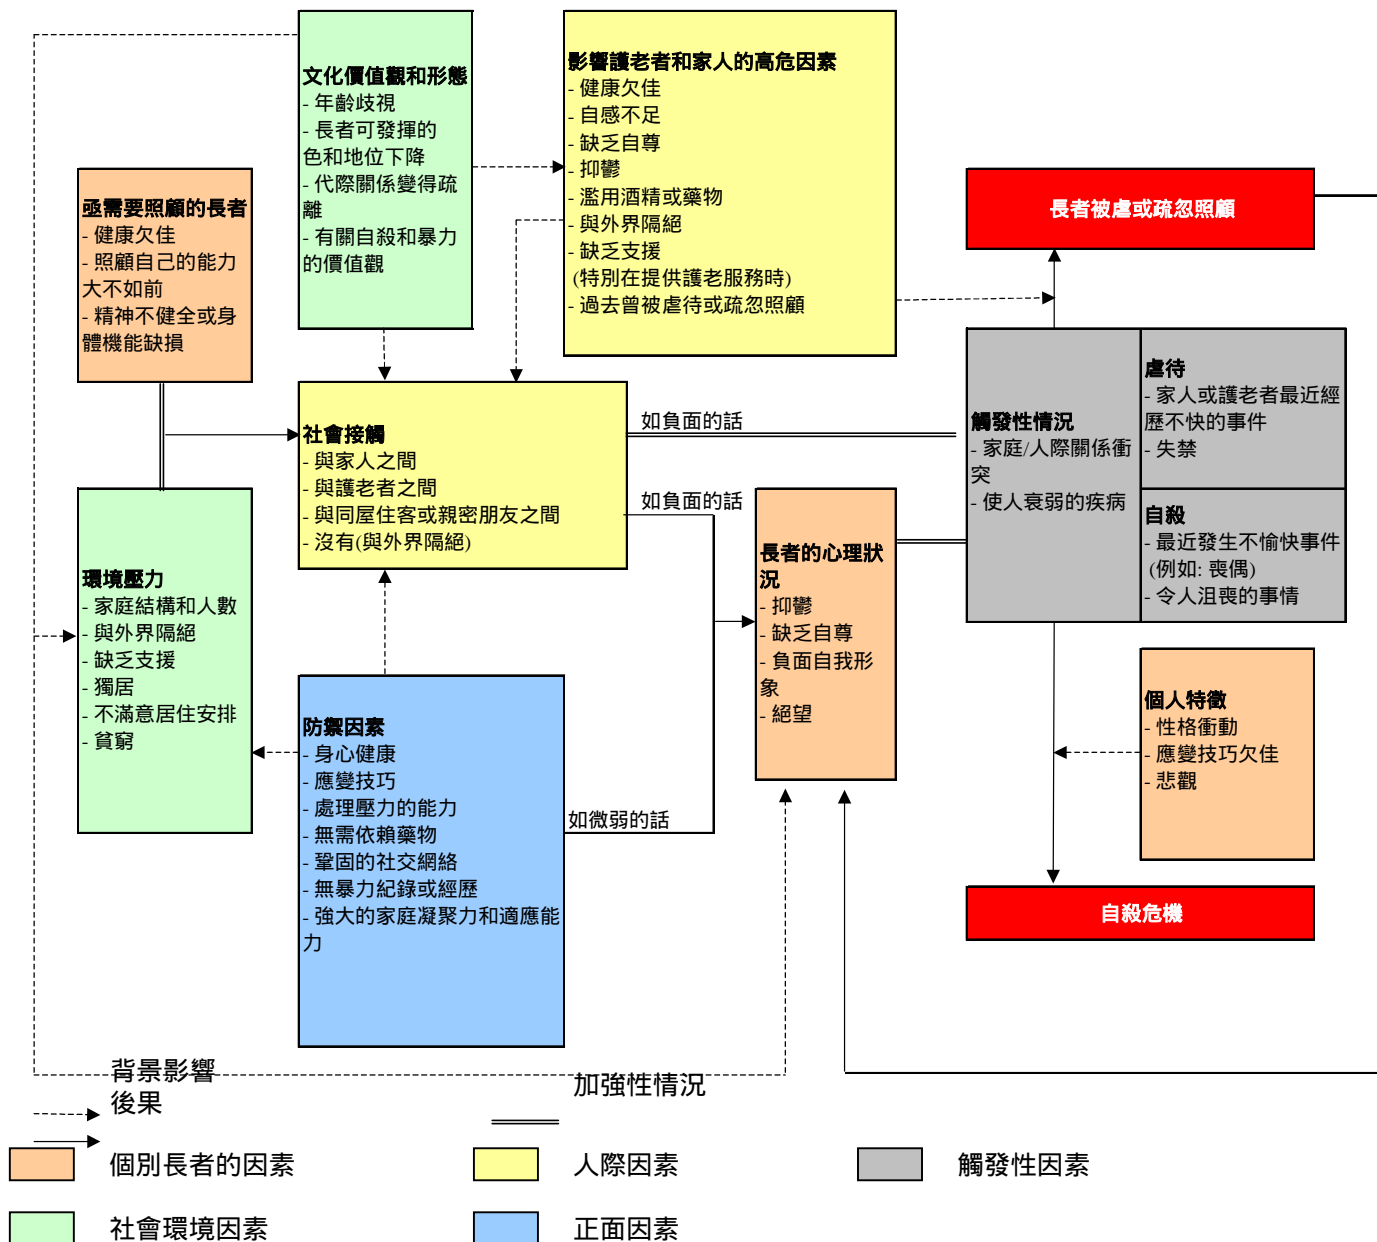 文化價值觀和形態
- 年齡歧視
- 長者可發揮的
色和地位下降
- 代際關係變得疏
離
- 有關自殺和暴力
的價值觀
影響護老者和家人的高危因素
- 健康欠佳
- 自感不足
- 缺乏自尊
- 抑鬱
- 濫用酒精或藥物
- 與外界隔絕
- 缺乏支援
(特別在提供護老服務時)
- 過去曾被虐待或疏忽照顧
亟需要照顧的長者
- 健康欠佳
- 照顧自己的能力
大不如前
- 精神不健全或身
體機能缺損
長者被虐或疏忽照顧
社會接觸
- 與家人之間
- 與護老者之間
- 與同屋住客或親密朋友之間
- 沒有(與外界隔絕)
如負面的話
如負面的話
觸發性情況
- 家庭/人際關係衝
突
- 使人衰弱的疾病
虐待
- 家人或護老者最近經
歷不快的事件
- 失禁
自殺
- 最近發生不愉快事件
(例如: 喪偶)
- 令人沮喪的事情
環境壓力
- 家庭結構和人數
- 與外界隔絕
- 缺乏支援
- 獨居
- 不滿意居住安排
- 貧窮
長者的心理狀
況
- 抑鬱
- 缺乏自尊
- 負面自我形
象
- 絕望
防禦因素
- 身心健康
- 應變技巧
- 處理壓力的能力
- 無需依賴藥物
- 鞏固的社交網絡
- 無暴力紀錄或經歷
- 強大的家庭凝聚力和適應能
力
如微弱的話
個人特徵
- 性格衝動
- 應變技巧欠佳
- 悲觀
自殺危機
背景影響
後果
加強性情況
個別長者的因素
人際因素
觸發性因素
社會環境因素
正面因素